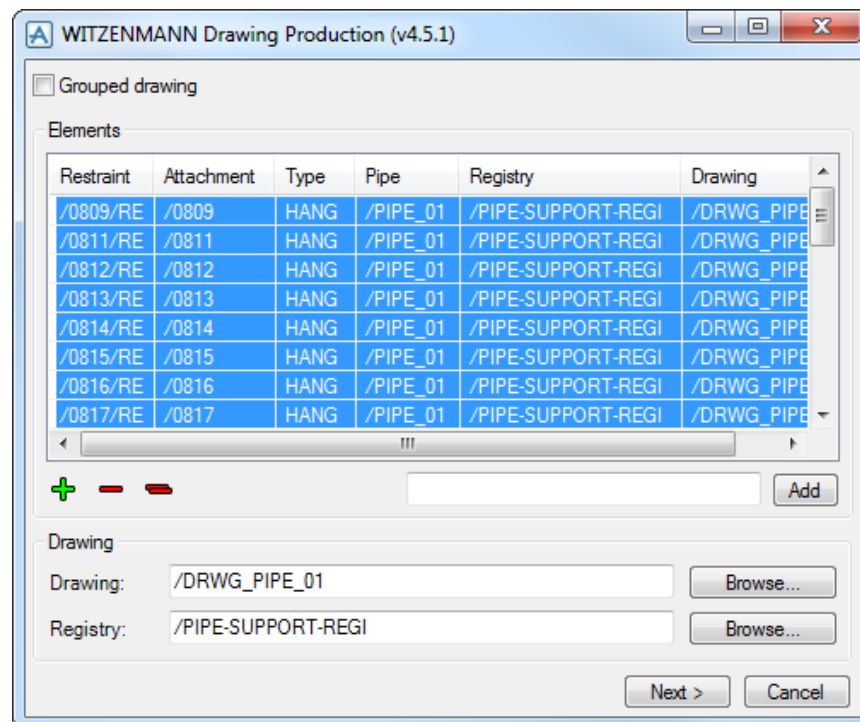 WITZENMANN Drawing Production (v4.5.1)
Grouped drawing
Elements
Restraint Attachment Type Pipe Registry Drawing
/0809/RE /0809 HANG /PIPE_01 /PIPE-SUPPORT-REGI /DRWG_PIPE
/0811/RE /0811 HANG /PIPE_01 /PIPE-SUPPORT-REGI /DRWG_PIPE
/0812/RE /0812 HANG /PIPE_01 /PIPE-SUPPORT-REGI /DRWG_PIPE
/0813/RE /0813 HANG /PIPE_01 /PIPE-SUPPORT-REGI /DRWG_PIPE
/0814/RE /0814 HANG /PIPE_01 /PIPE-SUPPORT-REGI /DRWG_PIPE
/0815/RE /0815 HANG /PIPE_01 /PIPE-SUPPORT-REGI /DRWG_PIPE
/0816/RE /0816 HANG /PIPE_01 /PIPE-SUPPORT-REGI /DRWG_PIPE
/0817/RE /0817 HANG /PIPE_01 /PIPE-SUPPORT-REGI /DRWG_PIPE
Add
Drawing
Drawing: /DRWG_PIPE_01 Browse...
Registry: /PIPE-SUPPORT-REGI Browse...
Next > Cancel